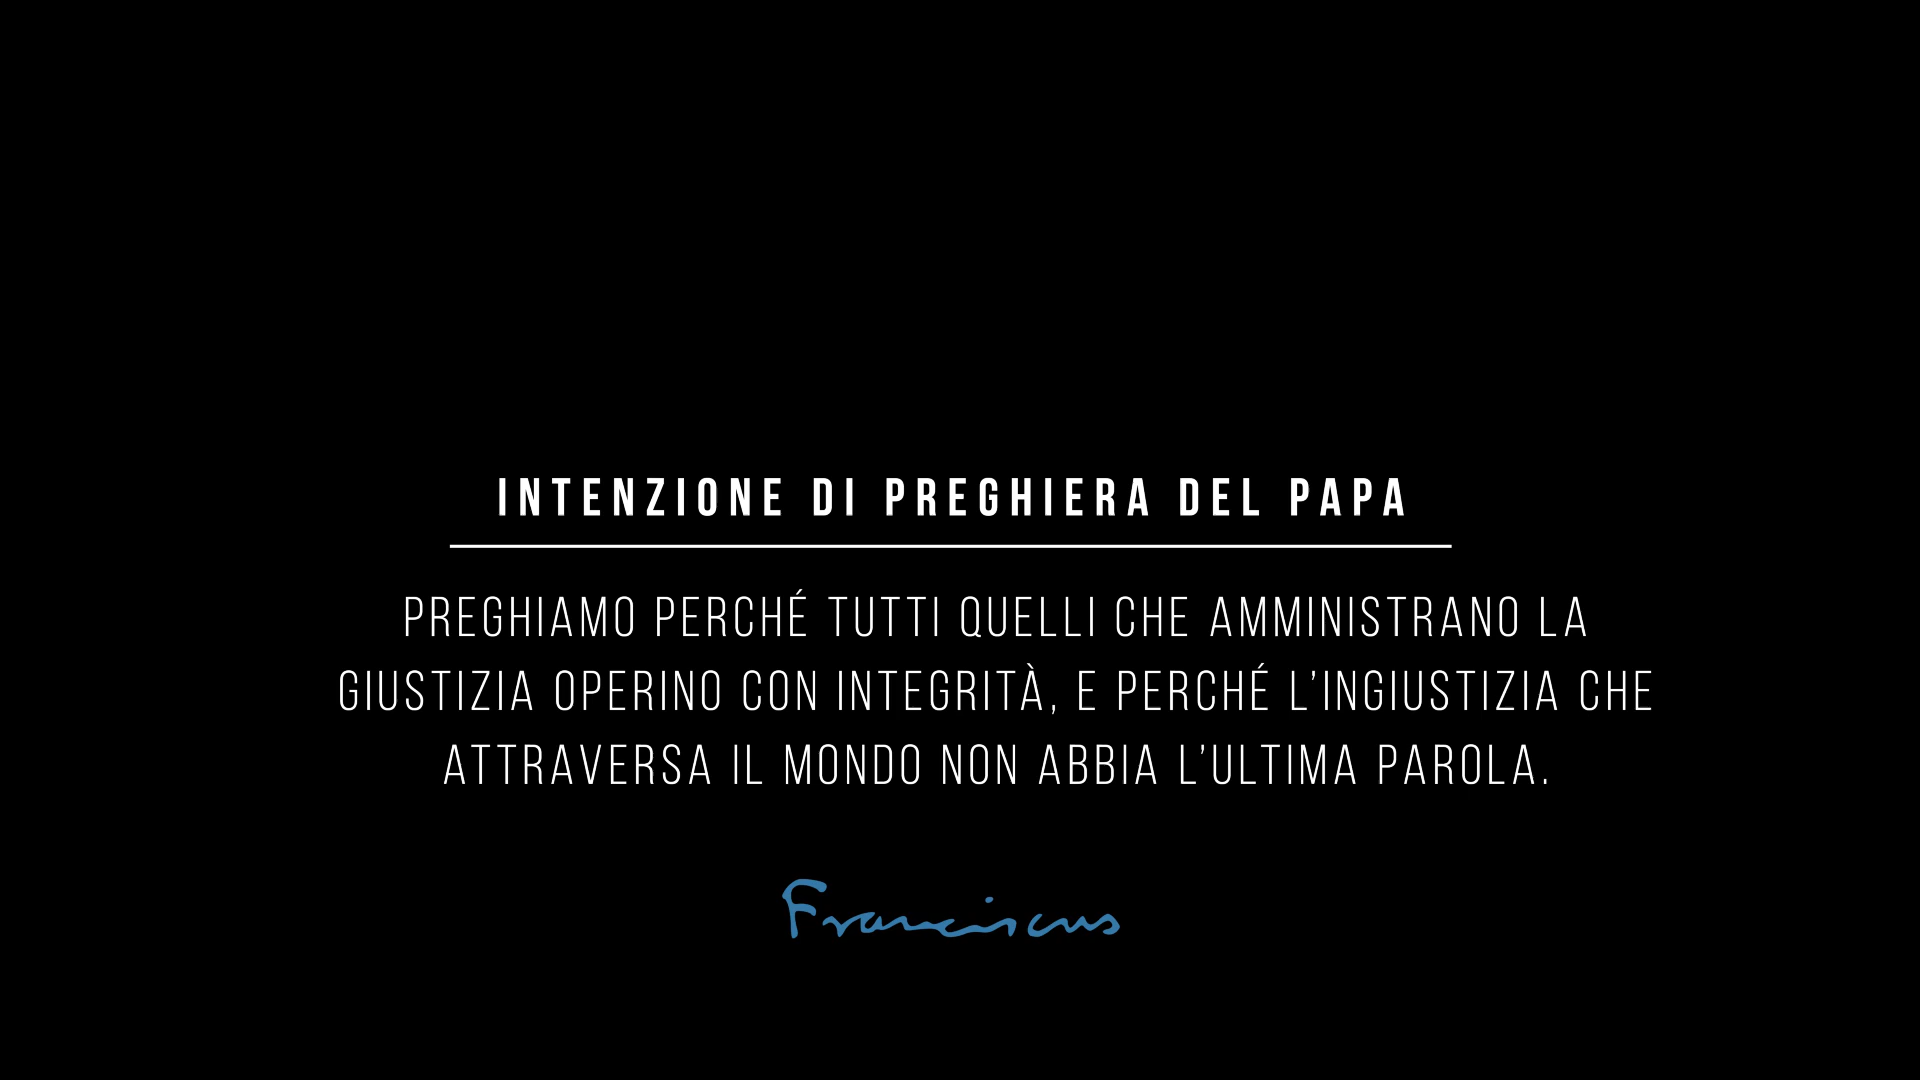 INTENZIONE DI PREGHIERA DEL PAPA
PREGHIAMO PERCHÉ TUTTI QUELLI CHE AMMINISTRANO LA
GIUSTIZIA OPERINO CON INTEGRITÀ, E PERCHÉ L’INGIUSTIZIA CHE
ATTRAVERSA IL MONDO NON ABBIA L’ULTIMA PAROLA.
Franciscus